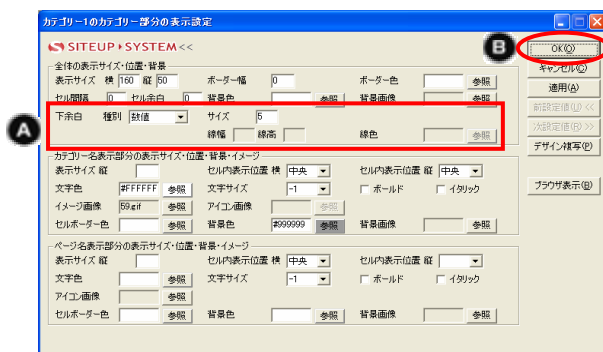 カテゴリー1のカテゴリー部分の表示設定
SITEUP SYSTEM<<
B
OK(O)
キャンセル(C)
適用(A)
前設定値(U) <<
次設定値(R) >>
デザイン複写(P)
ブラウザ表示(B)
全体の表示サイズ・位置・背景
表示サイズ 横 160 縦 50 ボーダー幅 0 ボーダー色 参照
セル間隔 0 セル余白 0 背景色 参照 背景画像 参照
A
下余白 種別 数値 サイズ 5
線幅 線高 線色 参照
カテゴリー名表示部分の表示サイズ・位置・背景・イメージ
表示サイズ 縦 セル内表示位置 横 中央 セル内表示位置 縦 中央
文字色 #FFFFFF 参照 文字サイズ -1 ボールド イタリック
イメージ画像 59.gif 参照 アイコン画像 参照
セルボーダー色 参照 背景色 #999999 参照 背景画像 参照
ページ名表示部分の表示サイズ・位置・背景・イメージ
表示サイズ 縦 セル内表示位置 横 中央 セル内表示位置 縦
文字色 参照 文字サイズ -1 ボールド イタリック
アイコン画像 参照
セルボーダー色 参照 背景色 参照 背景画像 参照